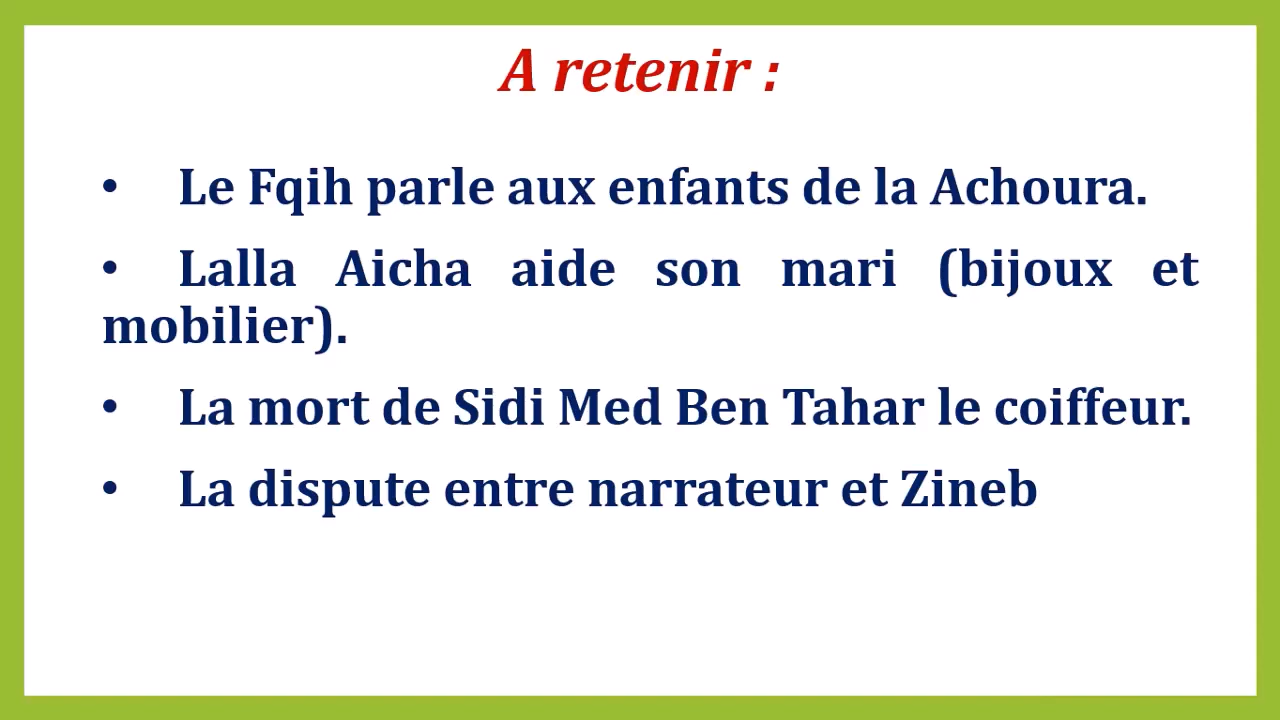 A retenir :
• Le Fqih parle aux enfants de la Achoura.
• Lalla Aicha aide son mari (bijoux et
mobilier).
• La mort de Sidi Med Ben Tahar le coiffeur.
• La dispute entre narrateur et Zineb